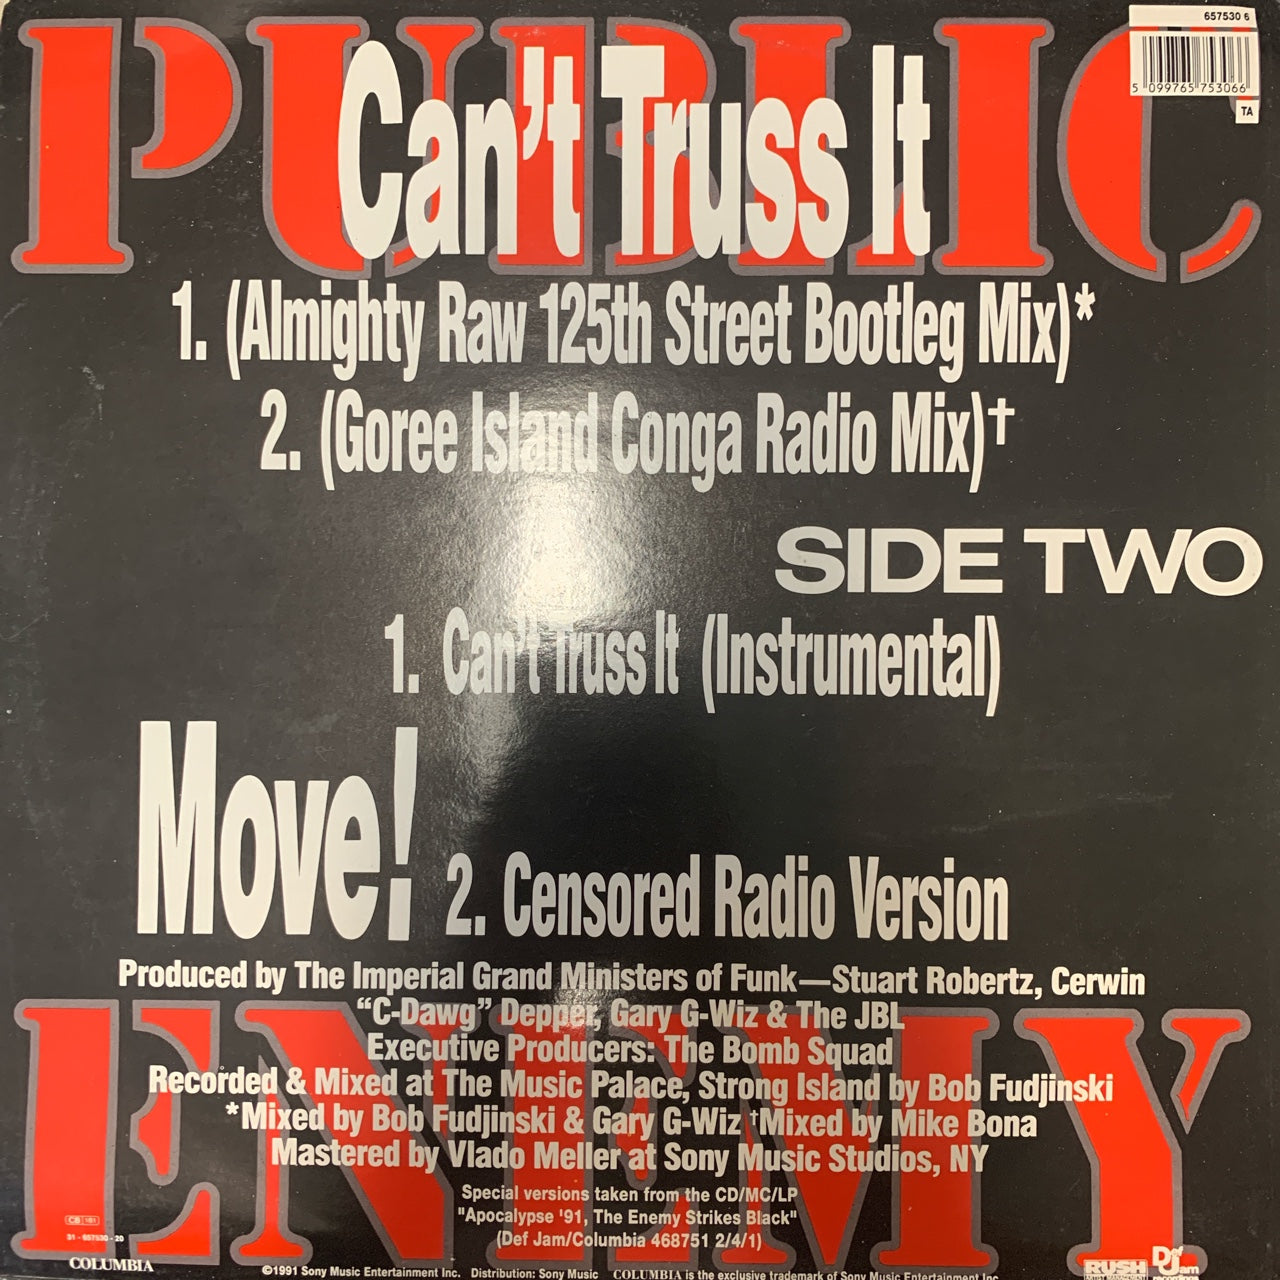 PUBLIC
657530 6
5 099765 753066
TA
Can't Truss It
1. (Almighty Raw 125th Street Bootleg Mix)*
2. (Goree Island Conga Radio Mix)†
SIDE TWO
1. Can't Truss It (Instrumental)
Move! 2. Censored Radio Version
Produced by The Imperial Grand Ministers of Funk—Stuart Robertz, Cerwin
“C-Dawg” Depper, Gary G-Wiz & The JBL
Executive Producers: The Bomb Squad
Recorded & Mixed at The Music Palace, Strong Island by Bob Fudjinski
*Mixed by Bob Fudjinski & Gary G-Wiz †Mixed by Mike Bona
Mastered by Vlado Meller at Sony Music Studios, NY
ENEMY
Special versions taken from the CD/MC/LP
"Apocalypse '91, The Enemy Strikes Black"
(Def Jam/Columbia 468751 2/4/1)
CB 181
31-657530-20
COLUMBIA
©1991 Sony Music Entertainment Inc. Distribution: Sony Music COLUMBIA is the exclusive trademark of Sony Music Entertainment Inc.
RUSH
Def Jam